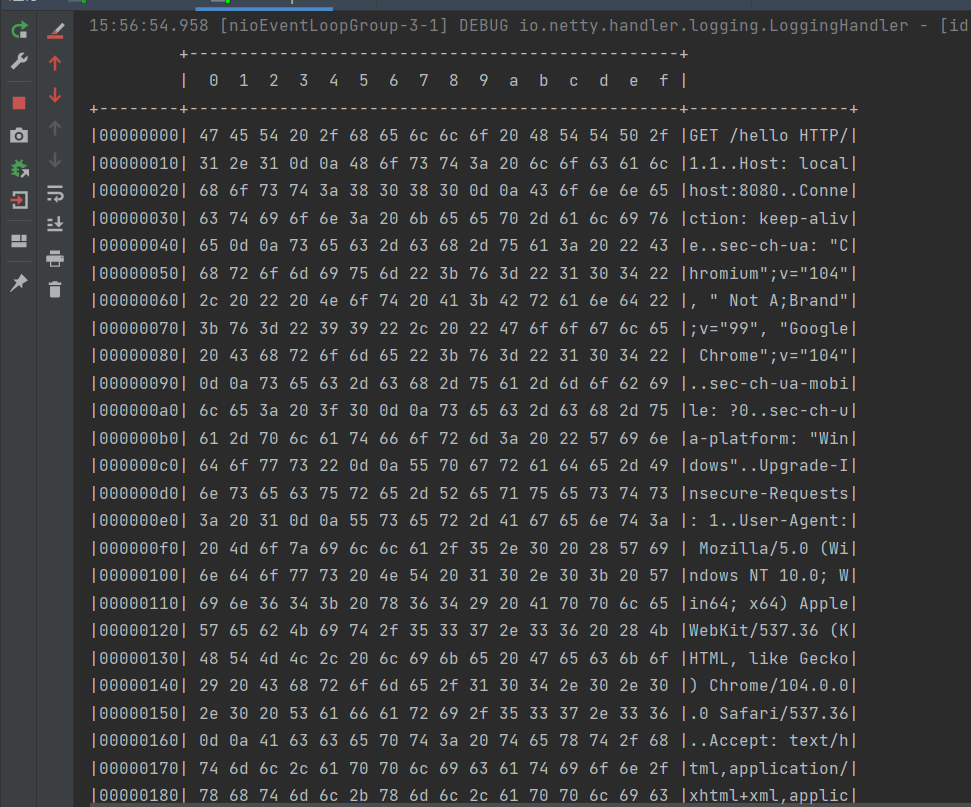 15:56:54.958 [nioEventLoopGroup-3-1] DEBUG io.netty.handler.logging.LoggingHandler - [id
         +-------------------------------------------------+
         |  0  1  2  3  4  5  6  7  8  9  a  b  c  d  e  f |
+--------+-------------------------------------------------+----------------+
|00000000| 47 45 54 20 2f 68 65 6c 6c 6f 20 48 54 54 50 2f |GET /hello HTTP/|
|00000010| 31 2e 31 0d 0a 48 6f 73 74 3a 20 6c 6f 63 61 6c |1.1..Host: local|
|00000020| 68 6f 73 74 3a 38 30 38 30 0d 0a 43 6f 6e 6e 65 |host:8080..Conne|
|00000030| 63 74 69 6f 6e 3a 20 6b 65 65 70 2d 61 6c 69 76 |ction: keep-aliv|
|00000040| 65 0d 0a 73 65 63 2d 63 68 2d 75 61 3a 20 22 43 |e..sec-ch-ua: "C|
|00000050| 68 72 6f 6d 69 75 6d 22 3b 76 3d 22 31 30 34 22 |hromium";v="104"|
|00000060| 2c 20 22 20 4e 6f 74 20 41 3b 42 72 61 6e 64 22 |, " Not A;Brand"|
|00000070| 3b 76 3d 22 39 39 22 2c 20 22 47 6f 6f 67 6c 65 |;v="99", "Google|
|00000080| 20 43 68 72 6f 6d 65 22 3b 76 3d 22 31 30 34 22 | Chrome";v="104"|
|00000090| 0d 0a 73 65 63 2d 63 68 2d 75 61 2d 6d 6f 62 69 |..sec-ch-ua-mobi|
|000000a0| 6c 65 3a 20 3f 30 0d 0a 73 65 63 2d 63 68 2d 75 |le: ?0..sec-ch-u|
|000000b0| 61 2d 70 6c 61 74 66 6f 72 6d 3a 20 22 57 69 6e |a-platform: "Win|
|000000c0| 64 6f 77 73 22 0d 0a 55 70 67 72 61 64 65 2d 49 |dows"..Upgrade-I|
|000000d0| 6e 73 65 63 75 72 65 2d 52 65 71 75 65 73 74 73 |nsecure-Requests|
|000000e0| 3a 20 31 0d 0a 55 73 65 72 2d 41 67 65 6e 74 3a |: 1..User-Agent:|
|000000f0| 20 4d 6f 7a 69 6c 6c 61 2f 35 2e 30 20 28 57 69 | Mozilla/5.0 (Wi|
|00000100| 6e 64 6f 77 73 20 4e 54 20 31 30 2e 30 3b 20 57 |ndows NT 10.0; W|
|00000110| 69 6e 36 34 3b 20 78 36 34 29 20 41 70 70 6c 65 |in64; x64) Apple|
|00000120| 57 65 62 4b 69 74 2f 35 33 37 2e 33 36 20 28 4b |WebKit/537.36 (K|
|00000130| 48 54 4d 4c 2c 20 6c 69 6b 65 20 47 65 63 6b 6f |HTML, like Gecko|
|00000140| 29 20 43 68 72 6f 6d 65 2f 31 30 34 2e 30 2e 30 |) Chrome/104.0.0|
|00000150| 2e 30 20 53 61 66 61 72 69 2f 35 33 37 2e 33 36 |.0 Safari/537.36|
|00000160| 0d 0a 41 63 63 65 70 74 3a 20 74 65 78 74 2f 68 |..Accept: text/h|
|00000170| 74 6d 6c 2c 61 70 70 6c 69 63 61 74 69 6f 6e 2f |tml,application/|
|00000180| 78 68 74 6d 6c 2b 78 6d 6c 2c 61 70 70 6c 69 63 |xhtml+xml,applic|